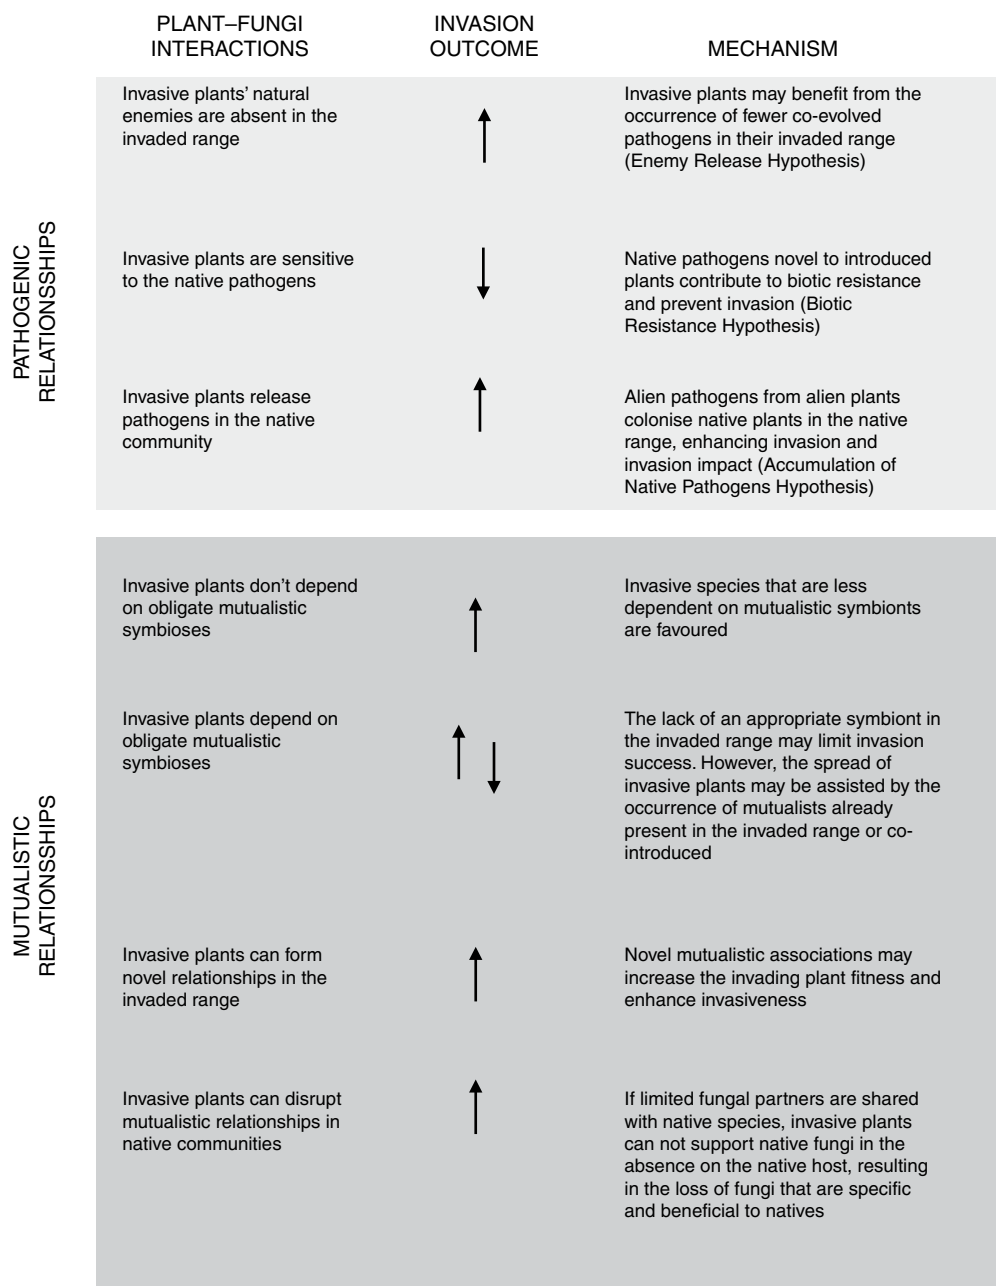 PLANT–FUNGI
INTERACTIONS
INVASION
OUTCOME
MECHANISM
PATHOGENIC
RELATIONSSHIPS
Invasive plants' natural
enemies are absent in the
invaded range
Invasive plants may benefit from the
occurrence of fewer co-evolved
pathogens in their invaded range
(Enemy Release Hypothesis)
Invasive plants are sensitive
to the native pathogens
Native pathogens novel to introduced
plants contribute to biotic resistance
and prevent invasion (Biotic
Resistance Hypothesis)
Invasive plants release
pathogens in the native
community
Alien pathogens from alien plants
colonise native plants in the native
range, enhancing invasion and
invasion impact (Accumulation of
Native Pathogens Hypothesis)
MUTUALISTIC
RELATIONSSHIPS
Invasive plants don't depend
on obligate mutualistic
symbioses
Invasive species that are less
dependent on mutualistic symbionts
are favoured
Invasive plants depend on
obligate mutualistic
symbioses
The lack of an appropriate symbiont in
the invaded range may limit invasion
success. However, the spread of
invasive plants may be assisted by the
occurrence of mutualists already
present in the invaded range or co-
introduced
Invasive plants can form
novel relationships in the
invaded range
Novel mutualistic associations may
increase the invading plant fitness and
enhance invasiveness
Invasive plants can disrupt
mutualistic relationships in
native communities
If limited fungal partners are shared
with native species, invasive plants
can not support native fungi in the
absence on the native host, resulting
in the loss of fungi that are specific
and beneficial to natives